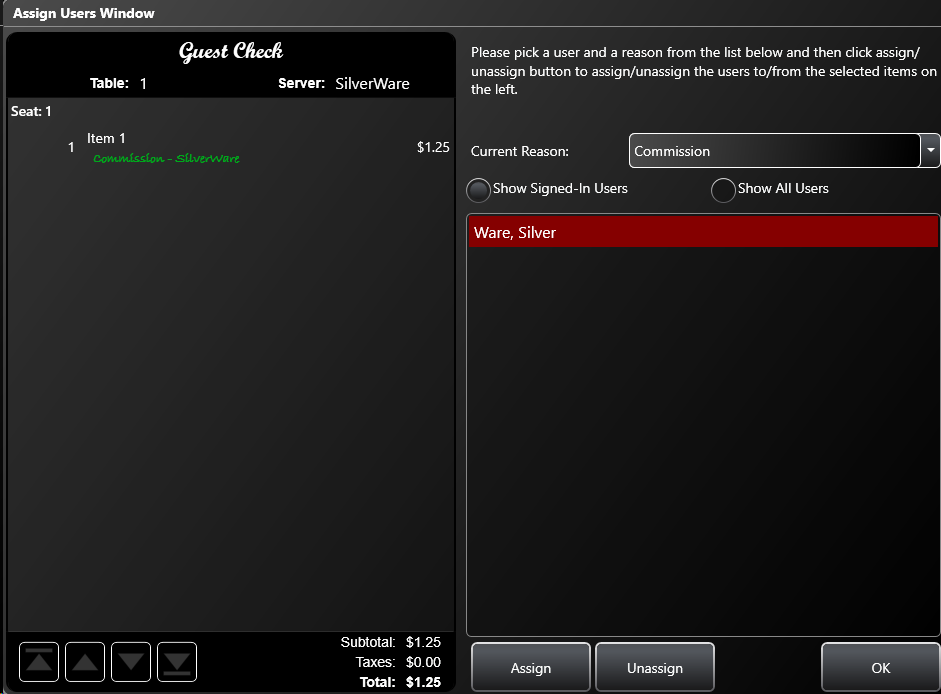 Assign Users Window
Guest Check
Table: 1 Server: SilverWare
Seat: 1
1 Item 1 $1.25
Commission - SilverWare
Subtotal: $1.25
Taxes: $0.00
Total: $1.25
Please pick a user and a reason from the list below and then click assign/
unassign button to assign/unassign the users to/from the selected items on
the left.
Current Reason: Commission
Show Signed-In Users Show All Users
Ware, Silver
Assign Unassign OK